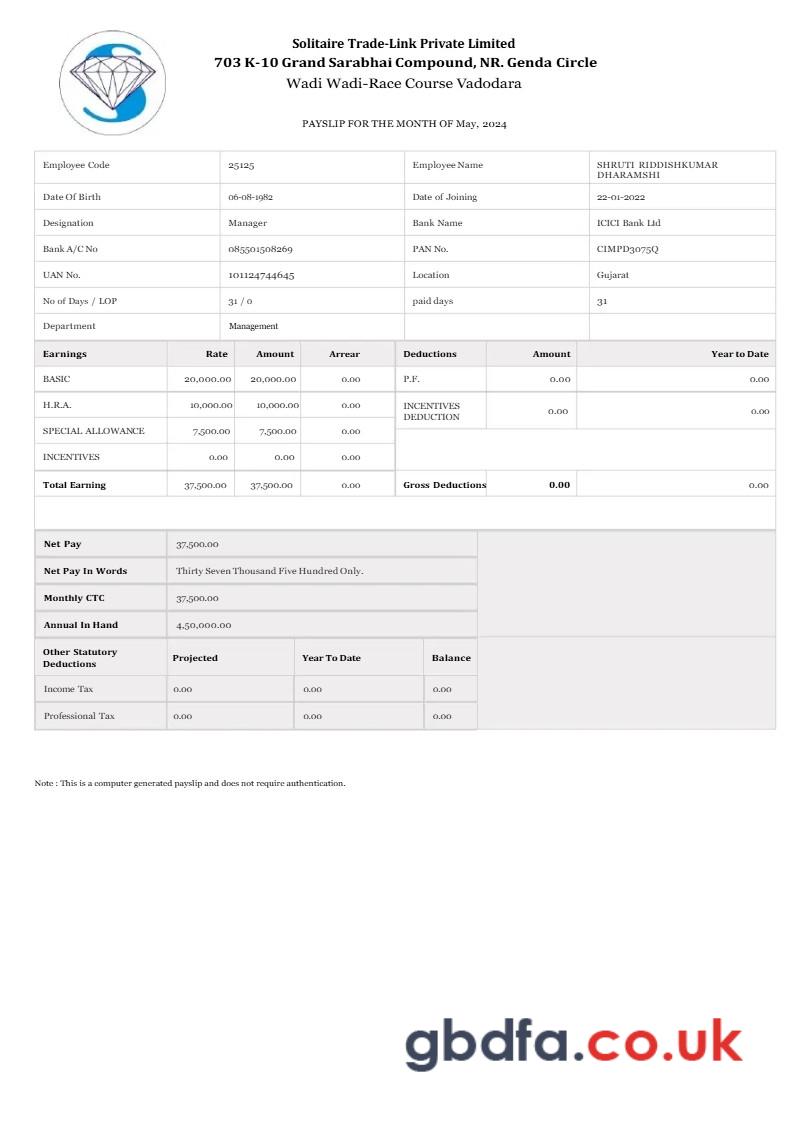 Solitaire Trade-Link Private Limited
703 K-10 Grand Sarabhai Compound, NR. Genda Circle
Wadi Wadi-Race Course Vadodara
PAYSLIP FOR THE MONTH OF May, 2024
Employee Code 25125 Employee Name SHRUTI RIDDISHKUMAR
DHARAMSHI
Date Of Birth 06-08-1982 Date of Joining 22-01-2022
Designation Manager Bank Name ICICI Bank Ltd
Bank A/C No 085501508269 PAN No. CIMPD3075Q
UAN No. 101124744645 Location Gujarat
No of Days / LOP 31 / 0 paid days 31
Department Management
Earnings Rate Amount Arrear Deductions Amount Year to Date
BASIC 20,000.00 20,000.00 0.00 P.F. 0.00 0.00
H.R.A. 10,000.00 10,000.00 0.00 INCENTIVES
DEDUCTION 0.00 0.00
SPECIAL ALLOWANCE 7,500.00 7,500.00 0.00
INCENTIVES 0.00 0.00 0.00
Total Earning 37,500.00 37,500.00 0.00 Gross Deductions 0.00 0.00
Net Pay 37,500.00
Net Pay In Words Thirty Seven Thousand Five Hundred Only.
Monthly CTC 37,500.00
Annual In Hand 4,50,000.00
Other Statutory
Deductions Projected Year To Date Balance
Income Tax 0.00 0.00 0.00
Professional Tax 0.00 0.00 0.00
Note : This is a computer generated payslip and does not require authentication.
gbdfa.co.uk